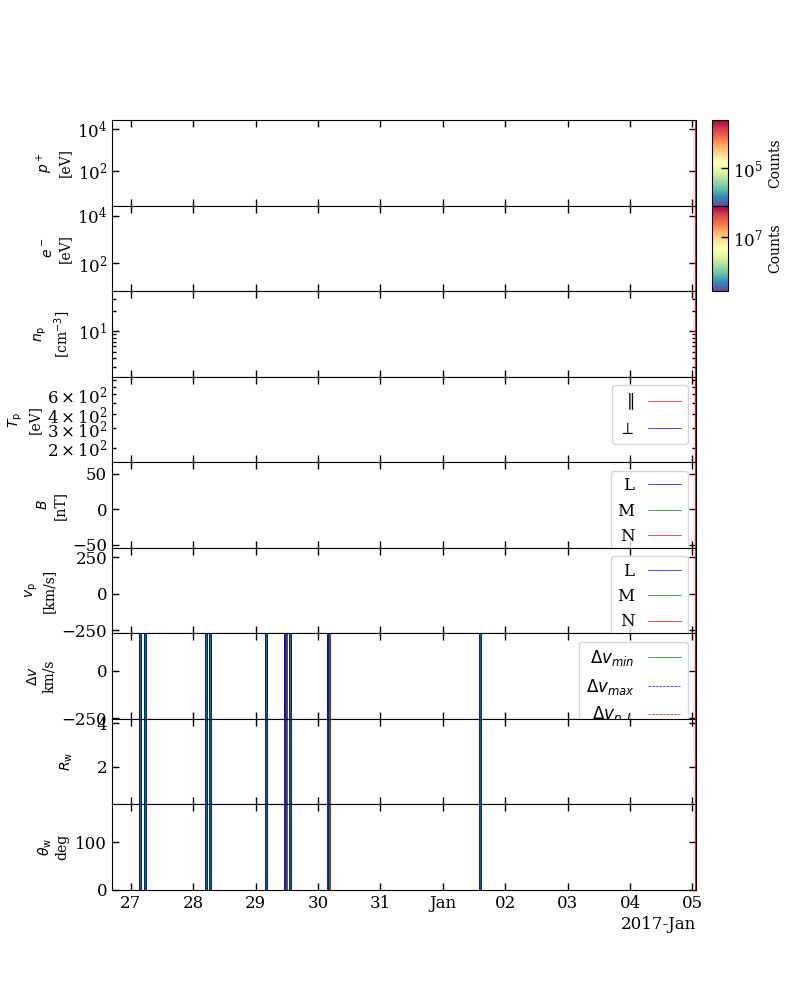 10^4
10^2
p^+
[eV]
10^5
Counts
10^4
10^2
e^-
[eV]
10^7
Counts
10^1
n_p
[cm^-3]
6 × 10^2
4 × 10^2
3 × 10^2
2 × 10^2
T_p
[eV]
∥
⊥
50
0
−50
B
[nT]
L
M
N
250
0
−250
v_p
[km/s]
L
M
N
0
−250
Δv
km/s
Δv_min
Δv_max
4
2
R_w
100
0
θ_w
deg
27 28 29 30 31 Jan 02 03 04 05
2017-Jan